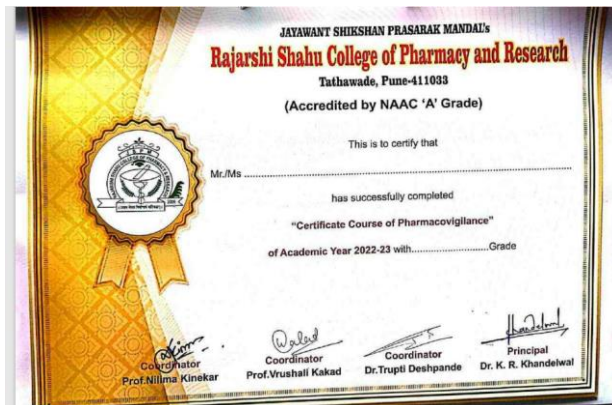 JAYAWANT SHIKSHAN PRASARAK MANDAL's
Rajarshi Shahu College of Pharmacy and Research
Tathawade, Pune-411033
(Accredited by NAAC 'A' Grade)
This is to certify that
Mr./Ms ................................................................................
has successfully completed
"Certificate Course of Pharmacovigilance"
of Academic Year 2022-23 with........................Grade
Coordinator
Prof.Nilima Kinekar
Coordinator
Prof.Vrushali Kakad
Coordinator
Dr.Trupti Deshpande
Principal
Dr. K. R. Khandelwal